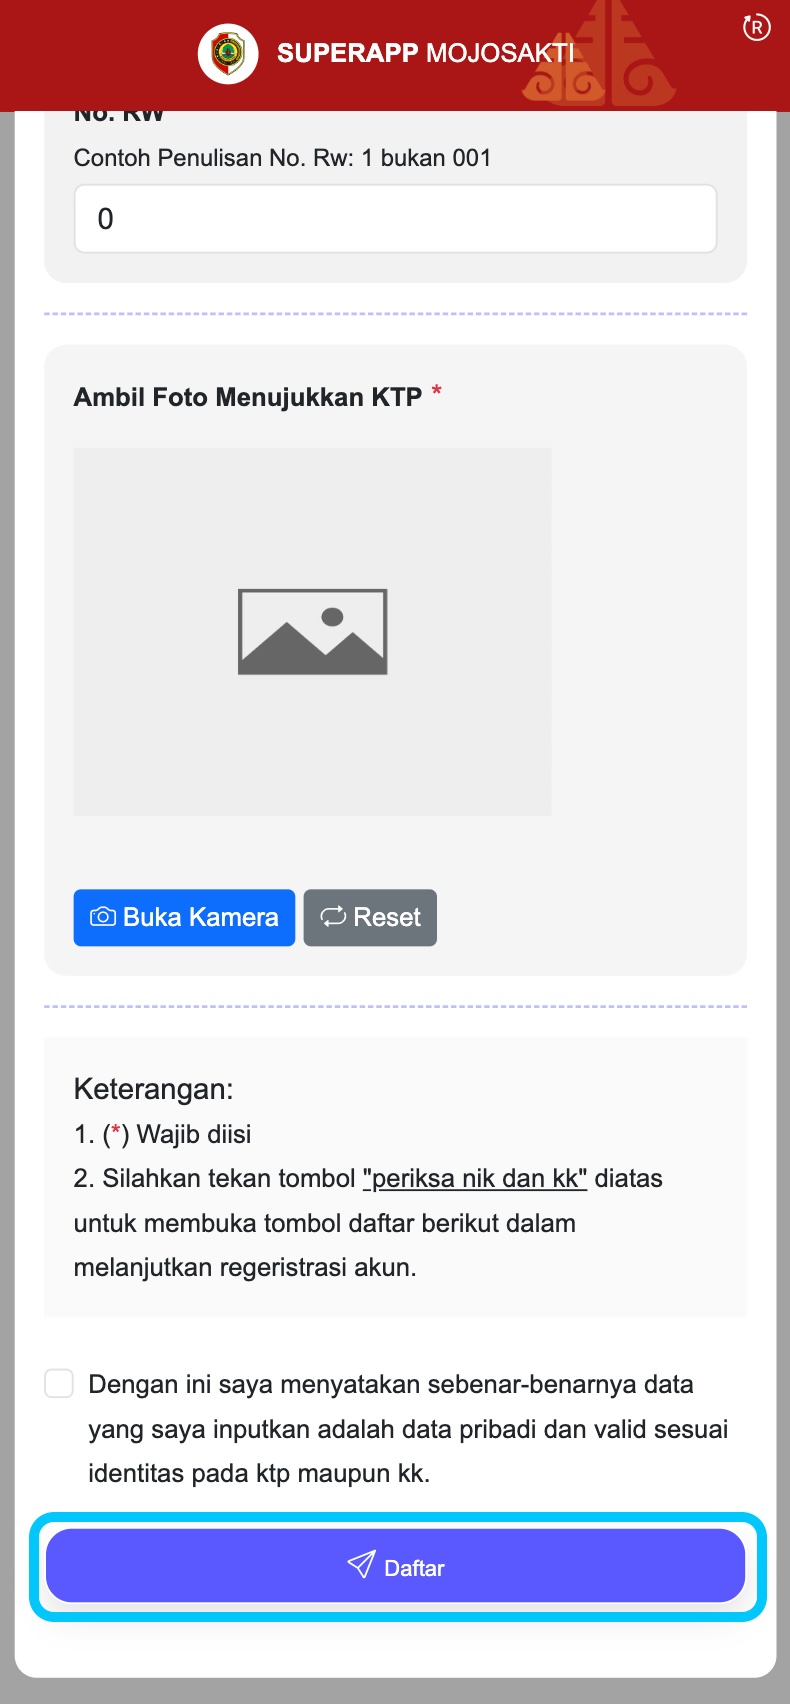 SUPERAPP MOJOSAKTI
R
No. RW
Contoh Penulisan No. Rw: 1 bukan 001
0
Ambil Foto Menujukkan KTP *
Buka Kamera
Reset
Keterangan:
1. (*) Wajib diisi
2. Silahkan tekan tombol "periksa nik dan kk" diatas
untuk membuka tombol daftar berikut dalam
melanjutkan regeristrasi akun.
Dengan ini saya menyatakan sebenar-benarnya data
yang saya inputkan adalah data pribadi dan valid sesuai
identitas pada ktp maupun kk.
Daftar